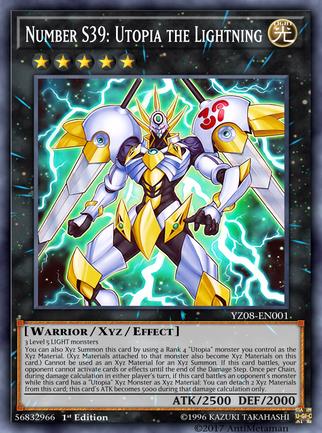 Number S39: Utopia the Lightning
LIGHT
光
39
YZ08-EN001
[Warrior / Xyz / Effect]
3 Level 5 LIGHT monsters
You can also Xyz Summon this card by using a Rank 4 "Utopia" monster you control as the
Xyz Material. (Xyz Materials attached to that monster also become Xyz Materials on this
card.) Cannot be used as an Xyz Material for an Xyz Summon. If this card battles, your
opponent cannot activate cards or effects until the end of the Damage Step. Once per Chain,
during damage calculation in either player's turn, if this card battles an opponent's monster
while this card has a "Utopia" Xyz Monster as Xyz Material: You can detach 2 Xyz Materials
from this card; this card's ATK becomes 5000 during that damage calculation only.
ATK/2500 DEF/2000
56832966 1st Edition ©1996 KAZUKI TAKAHASHI
©2017 AntiMetaman